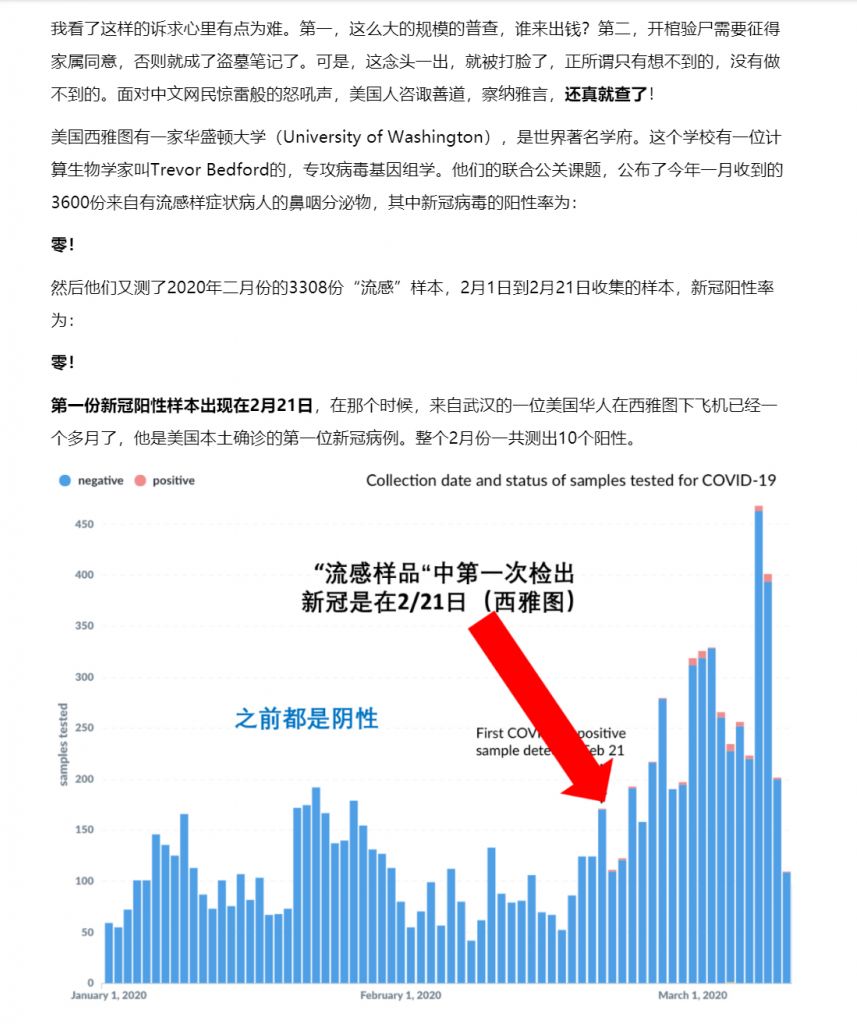 我看了这样的诉求心里有点为难。第一，这么大的规模的普查，谁来出钱？第二，开棺验尸需要征得
家属同意，否则就成了盗墓笔记了。可是，这念头一出，就被打脸了，正所谓只有想不到的，没有做
不到的。面对中文网民惊雷般的怒吼声，美国人咨诹善道，察纳雅言，还真就查了！
美国西雅图有一家华盛顿大学（University of Washington），是世界著名学府。这个学校有一位计
算生物学家叫Trevor Bedford的，专攻病毒基因组学。他们的联合公关课题，公布了今年一月收到的
3600份来自有流感样症状病人的鼻咽分泌物，其中新冠病毒的阳性率为：
零！
然后他们又测了2020年二月份的3308份“流感”样本，2月1日到2月21日收集的样本，新冠阳性率
为：
零！
第一份新冠阳性样本出现在2月21日，在那个时候，来自武汉的一位美国华人在西雅图下飞机已经一
个多月了，他是美国本土确诊的第一位新冠病例。整个2月份一共测出10个阳性。
negative positive
Collection date and status of samples tested for COVID-19
“流感样品“中第一次检出
新冠是在2/21日（西雅图）
之前都是阴性
First COV positive
sample dete eb 21
samples tested
450
400
350
300
250
200
150
100
50
0
January 1, 2020 February 1, 2020 March 1, 2020